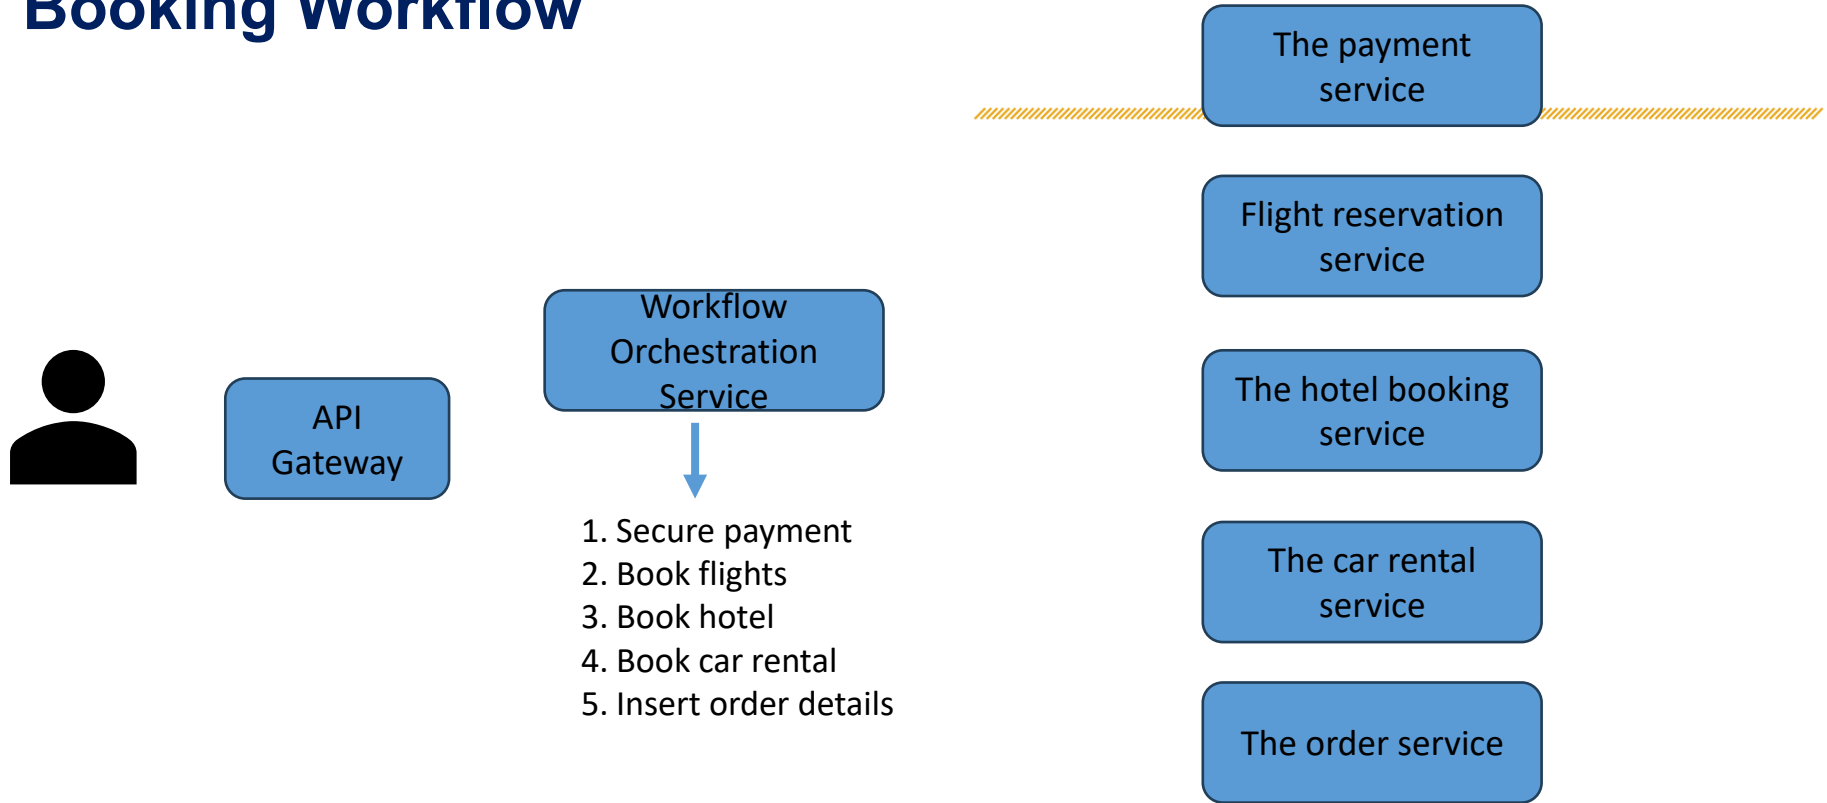 Booking Workflow
The payment
service
Flight reservation
service
Workflow
Orchestration
Service
The hotel booking
service
API
Gateway
1. Secure payment
2. Book flights
3. Book hotel
4. Book car rental
5. Insert order details
The car rental
service
The order service